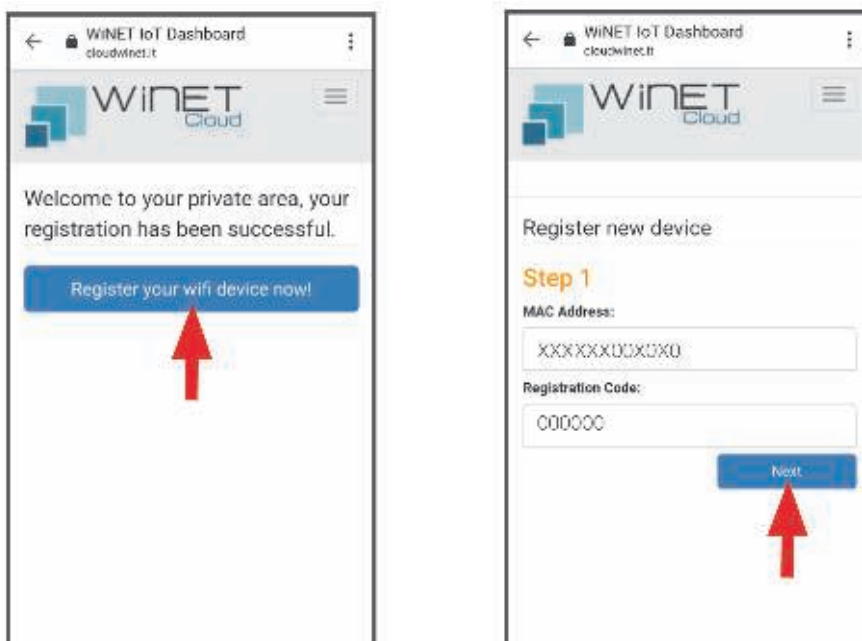 WiNET IoT Dashboard
cloudwinet.it
WiNET
Cloud
Welcome to your private area, your
registration has been successful.
Register your wifi device now!
WiNET IoT Dashboard
cloudwinet.it
WiNET
Cloud
Register new device
Step 1
MAC Address:
XXXXXX00X0X0
Registration Code:
000000
Next